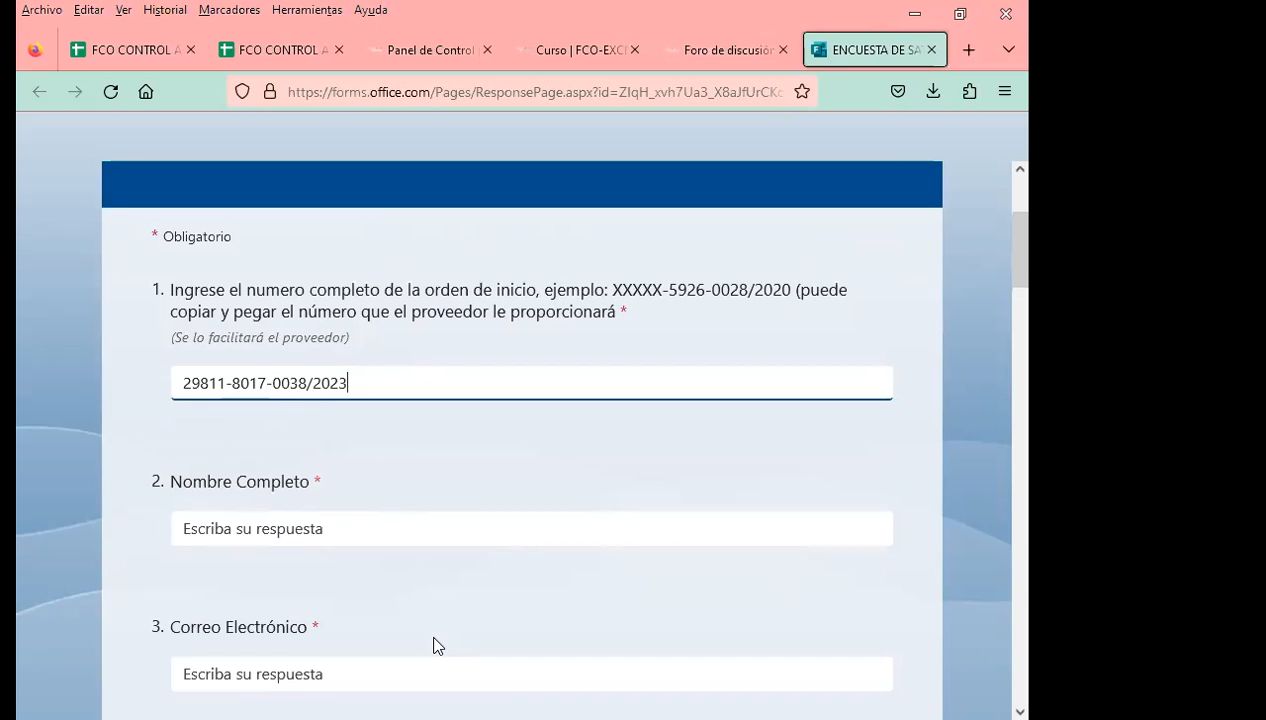 Archivo Editar Ver Historial Marcadores Herramientas Ayuda
FCO CONTROL A FCO CONTROL A Panel de Control Curso | FCO-EXC Foro de discusión ENCUESTA DE SA
https://forms.office.com/Pages/ResponsePage.aspx?id=ZIqH_xvh7Ua3_X8aJfUrCK
* Obligatorio
1. Ingrese el numero completo de la orden de inicio, ejemplo: XXXXX-5926-0028/2020 (puede
copiar y pegar el número que el proveedor le proporcionará *
(Se lo facilitará el proveedor)
29811-8017-0038/2023
2. Nombre Completo *
Escriba su respuesta
3. Correo Electrónico *
Escriba su respuesta